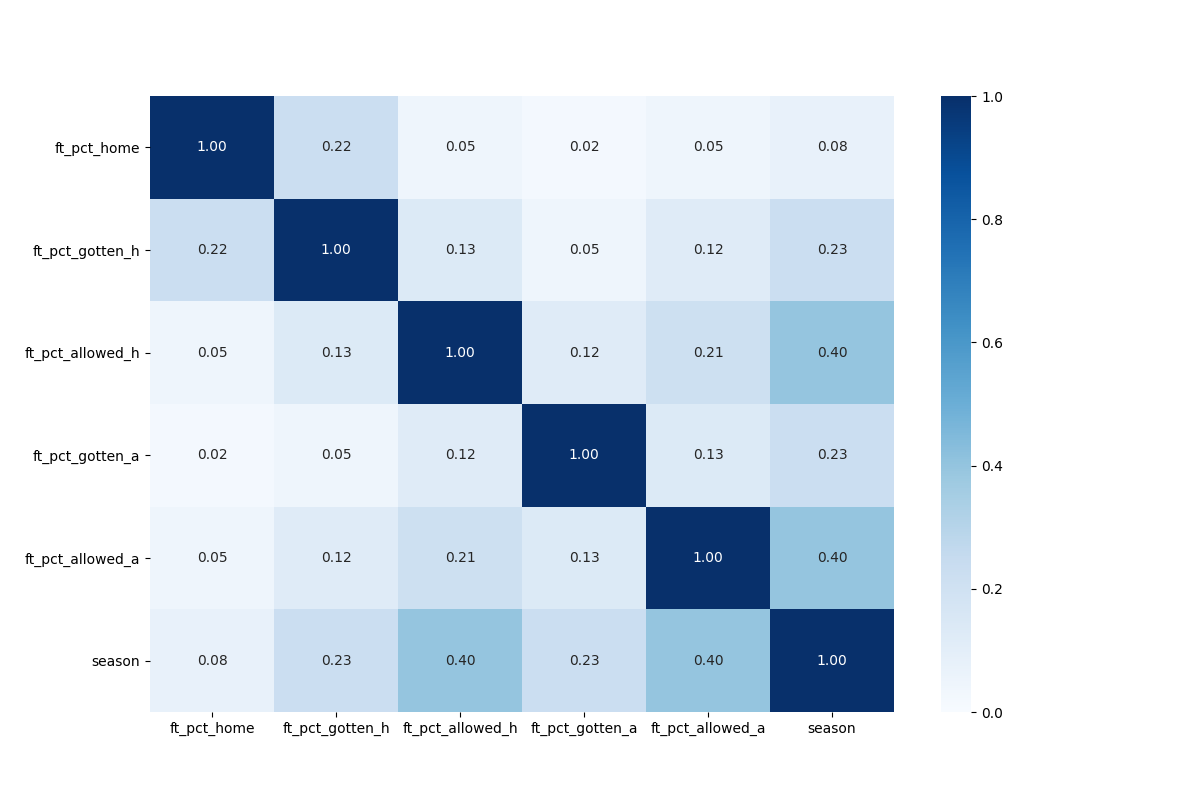 ft_pct_home 1.00 0.22 0.05 0.02 0.05 0.08
ft_pct_gotten_h 0.22 1.00 0.13 0.05 0.12 0.23
ft_pct_allowed_h 0.05 0.13 1.00 0.12 0.21 0.40
ft_pct_gotten_a 0.02 0.05 0.12 1.00 0.13 0.23
ft_pct_allowed_a 0.05 0.12 0.21 0.13 1.00 0.40
season 0.08 0.23 0.40 0.23 0.40 1.00
ft_pct_home ft_pct_gotten_h ft_pct_allowed_h ft_pct_gotten_a ft_pct_allowed_a season
1.0
0.8
0.6
0.4
0.2
0.0